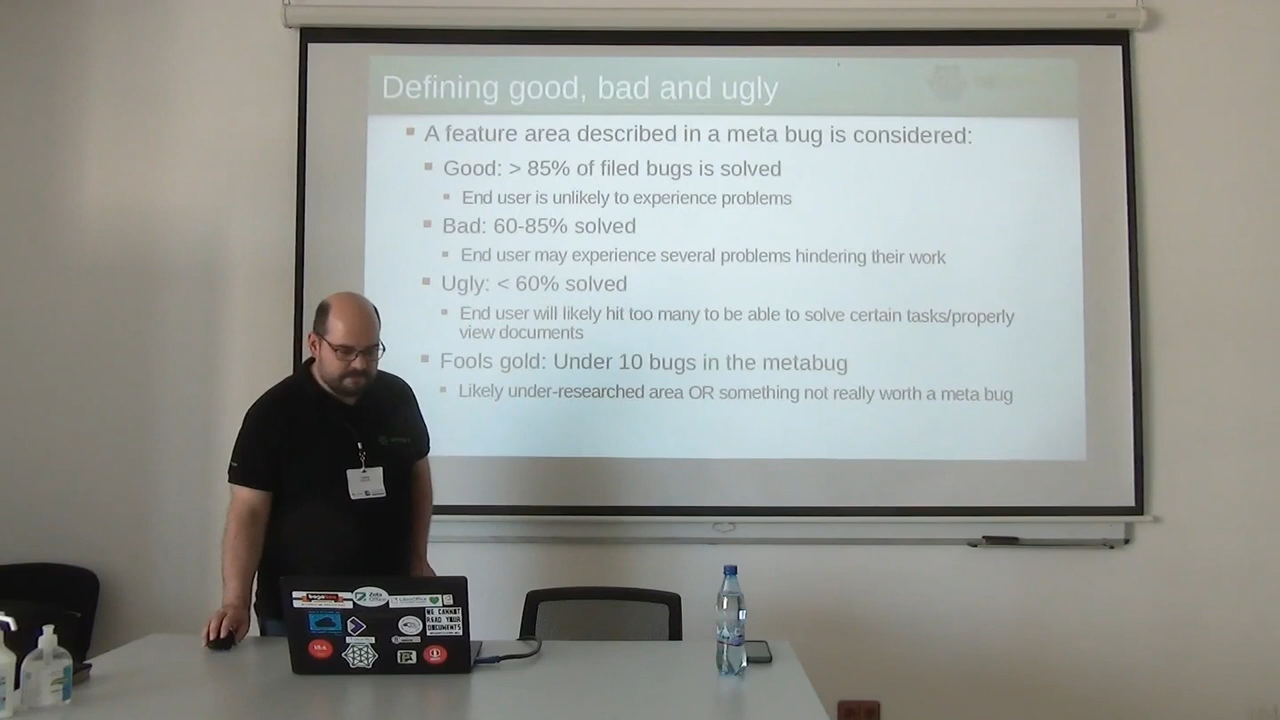 Defining good, bad and ugly
A feature area described in a meta bug is considered:
Good: > 85% of filed bugs is solved
End user is unlikely to experience problems
Bad: 60-85% solved
End user may experience several problems hindering their work
Ugly: < 60% solved
End user will likely hit too many to be able to solve certain tasks/properly
view documents
Fools gold: Under 10 bugs in the metabug
Likely under-researched area OR something not really worth a meta bug
Zeta
Office
LibreOffice
WE CANNOT
READ YOUR
DOCUMENTS